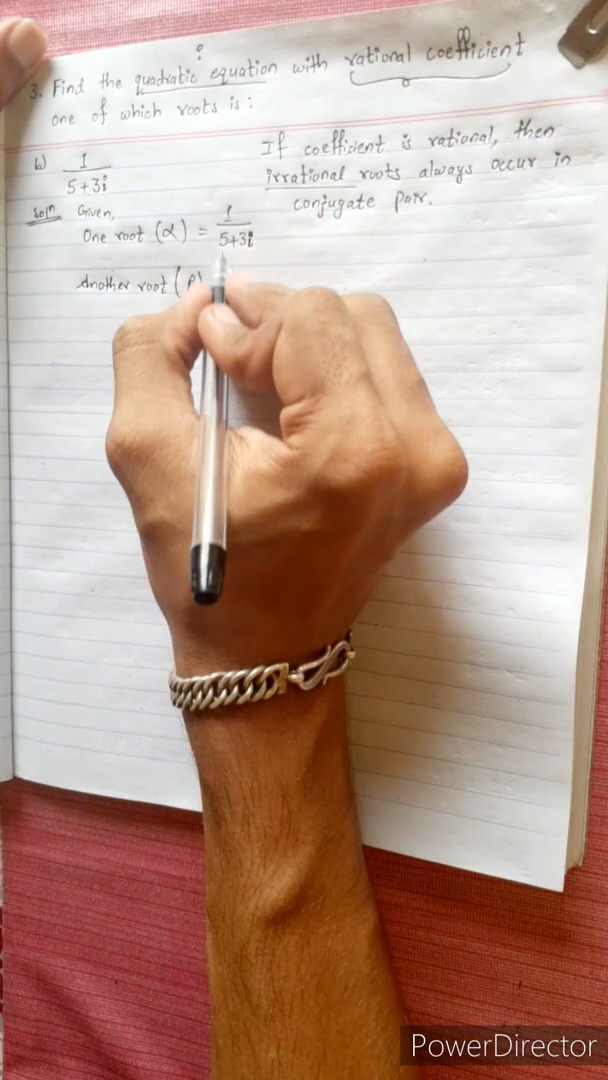 3. Find the quadratic equation with rational coefficient
one of which roots is :
b) 1
5+3i
If coefficient is rational, then
irrational roots always occur in
conjugate pair.
Soln Given,
One root (α) = 1
5+3i
Another root (β)
PowerDirector